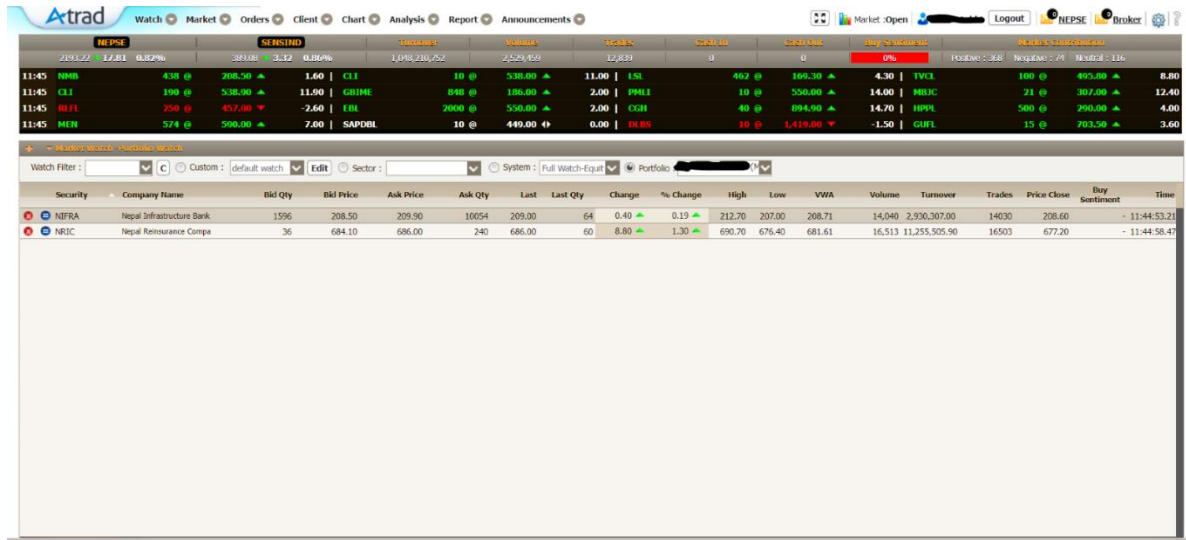 Atrad Watch Market Orders Client Chart Analysis Report Announcements Market :Open Logout 0 NEPSE 0 Broker
NEPSE SENSIND Turnover Volume Trades Cash In Cash Out Buy Sentiment Market Contribution
2193.22 17.81 0.82% 389.08 3.32 0.86% 1,048,210,752 2,529,459 12,839 0 0 0% Positive : 368 Negative : 74 Neutral : 116
11:45 NMB 438 @ 208.50 1.60 | CLI 10 @ 538.00 11.00 | LSL 462 @ 169.30 4.30 | TVCL 100 @ 495.80 8.80
11:45 CLI 190 @ 538.90 11.90 | GBIME 848 @ 186.00 2.00 | PMLI 10 @ 550.00 14.00 | MBJC 21 @ 307.00 12.40
11:45 RLFL 250 @ 457.00 -2.60 | EBL 2000 @ 550.00 2.00 | CGH 40 @ 894.90 14.70 | HPPL 500 @ 290.00 4.00
11:45 MEN 574 @ 590.00 7.00 | SAPDBL 10 @ 449.00 0.00 | DLBS 10 @ 1,419.00 -1.50 | GUFL 15 @ 703.50 3.60
Market Watch -Portfolio Watch
Watch Filter : C Custom : default watch Edit Sector : System : Full Watch-Equit Portfolio
Security Company Name Bid Qty Bid Price Ask Price Ask Qty Last Last Qty Change % Change High Low VWA Volume Turnover Trades Price Close Buy Sentiment Time
NIFRA Nepal Infrastructure Bank 1596 208.50 209.90 10054 209.00 64 0.40 0.19 212.70 207.00 208.71 14,040 2,930,307.00 14030 208.60 - 11:44:53.21
NRIC Nepal Reinsurance Compa 36 684.10 686.00 240 686.00 60 8.80 1.30 690.70 676.40 681.61 16,513 11,255,505.90 16503 677.20 - 11:44:58.47